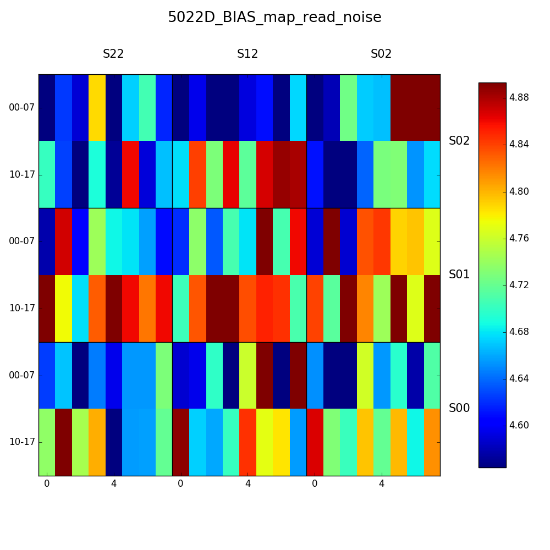 5022D_BIAS_map_read_noise
S22 S12 S02
00-07
10-17
S02
00-07
10-17
S01
00-07
10-17
S00
0 4 0 4 0 4
4.88
4.84
4.80
4.76
4.72
4.68
4.64
4.60